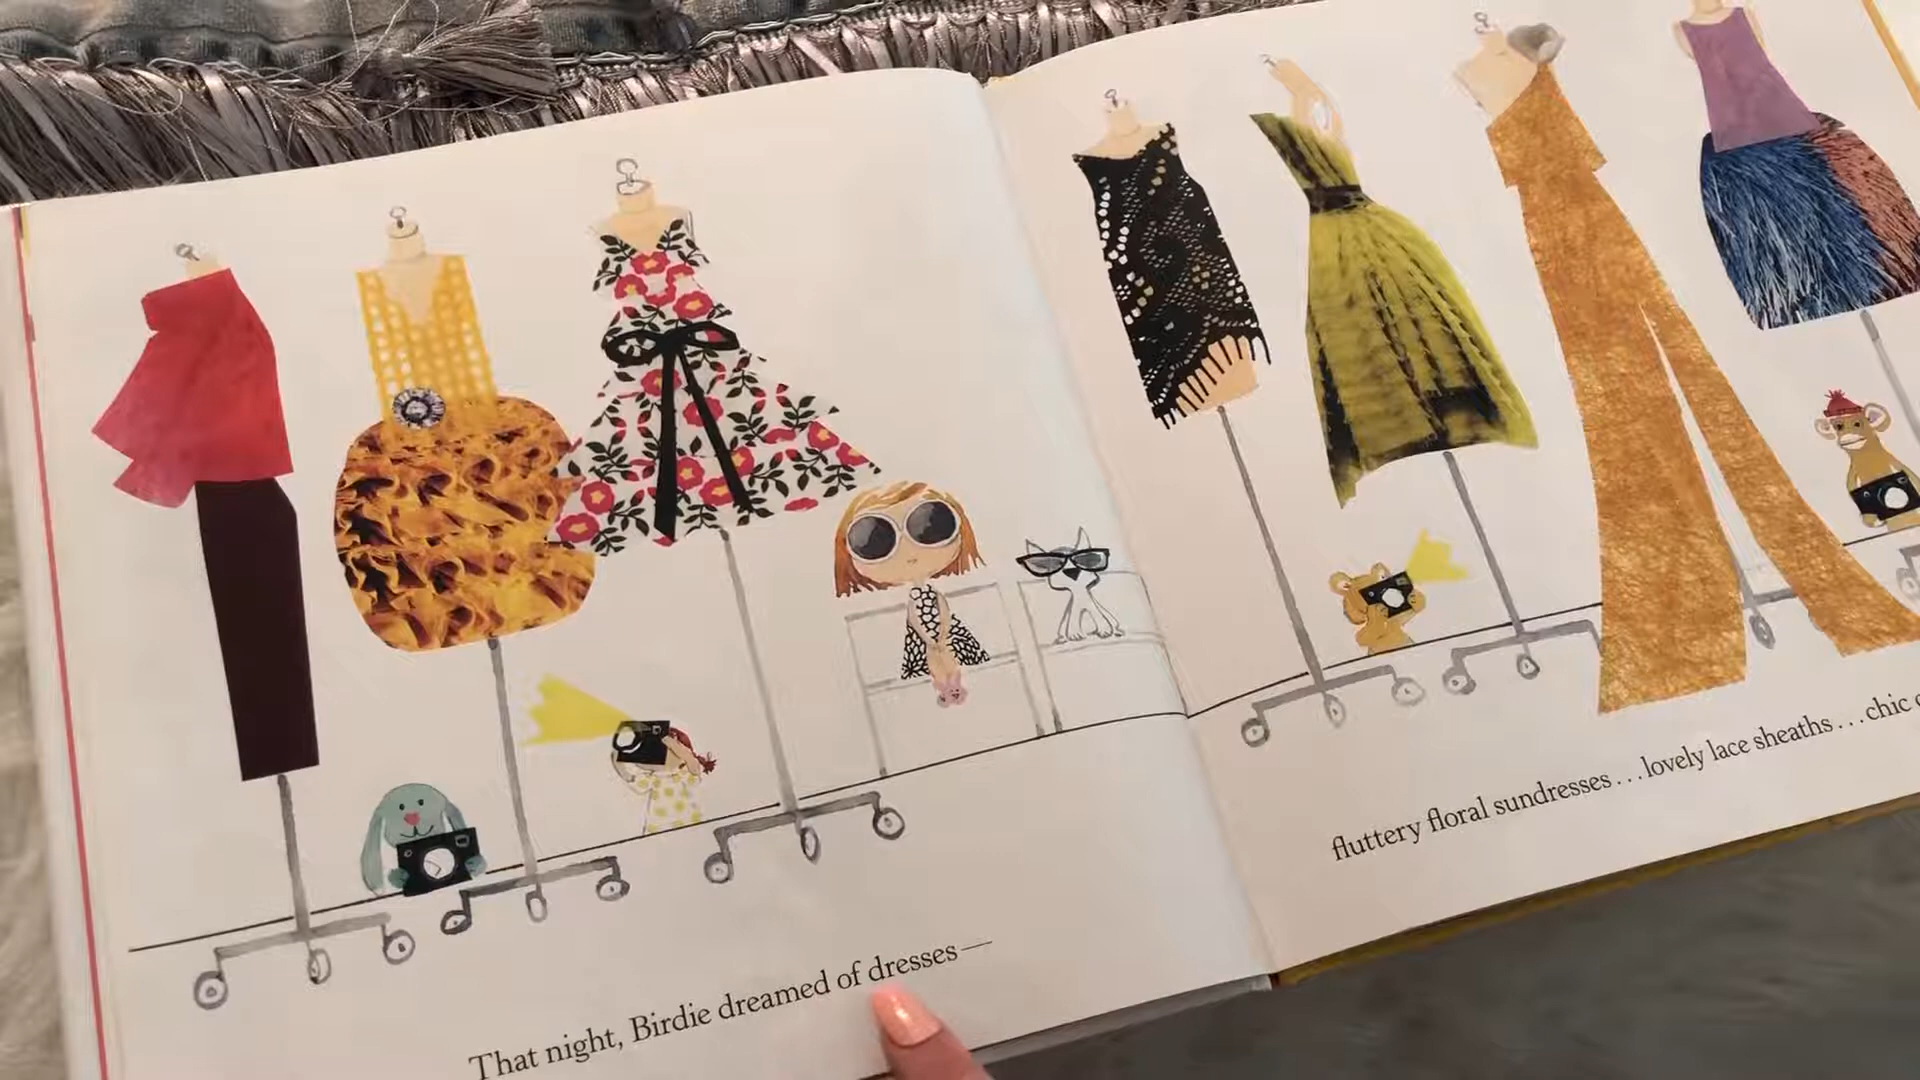 That night, Birdie dreamed of dresses—
fluttery floral sundresses...lovely lace sheaths...chic